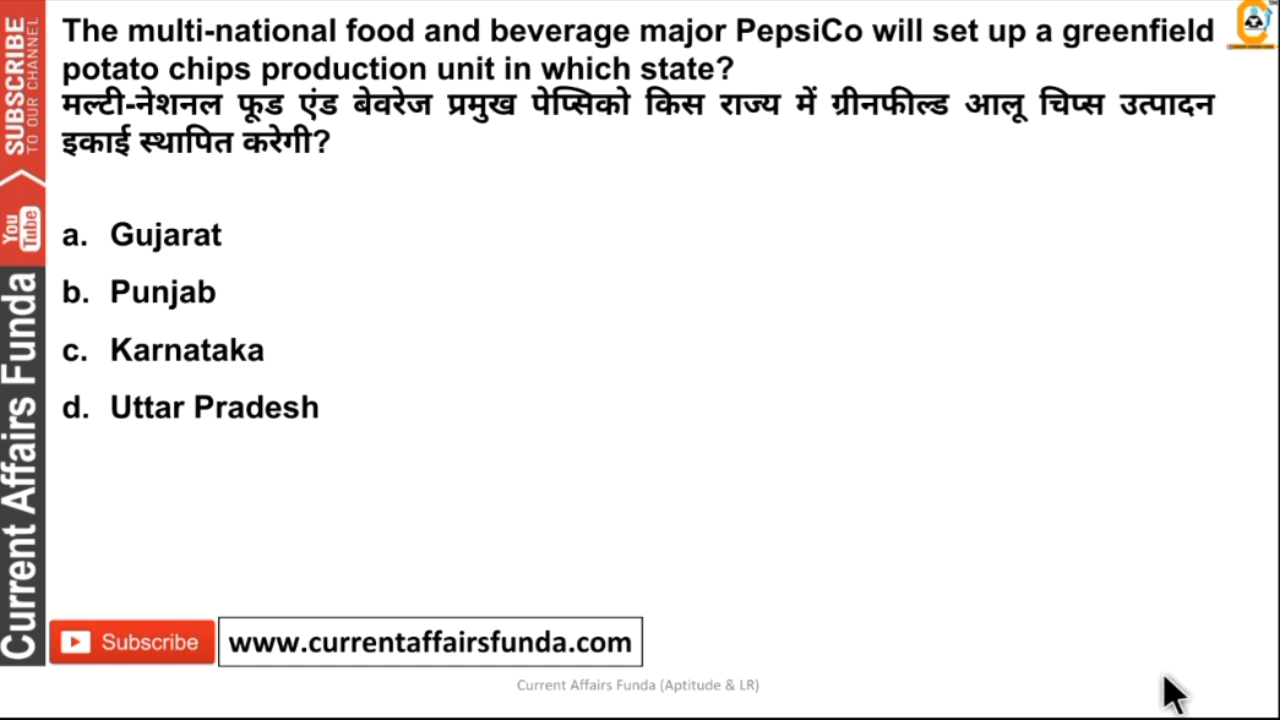 The multi-national food and beverage major PepsiCo will set up a greenfield
potato chips production unit in which state?
मल्टी-नेशनल फूड एंड बेवरेज प्रमुख पेप्सिको किस राज्य में ग्रीनफील्ड आलू चिप्स उत्पादन
इकाई स्थापित करेगी?
a. Gujarat
b. Punjab
c. Karnataka
d. Uttar Pradesh
SUBSCRIBE
TO OUR CHANNEL
You
Tube
Current Affairs Funda
Subscribe
www.currentaffairsfunda.com
Current Affairs Funda (Aptitude & LR)